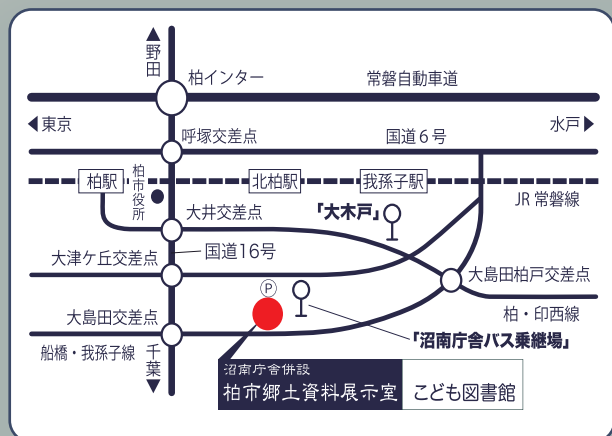 野田
柏インター
常磐自動車道
東京
水戸
呼塚交差点
国道6号
柏駅
柏市役所
北柏駅
我孫子駅
JR 常磐線
大井交差点
「大木戸」
国道16号
大津ケ丘交差点
大島田柏戸交差点
P
大島田交差点
柏・印西線
船橋・我孫子線
千葉
「沼南庁舎バス乗継場」
沼南庁舎併設
柏市郷土資料展示室
こども図書館